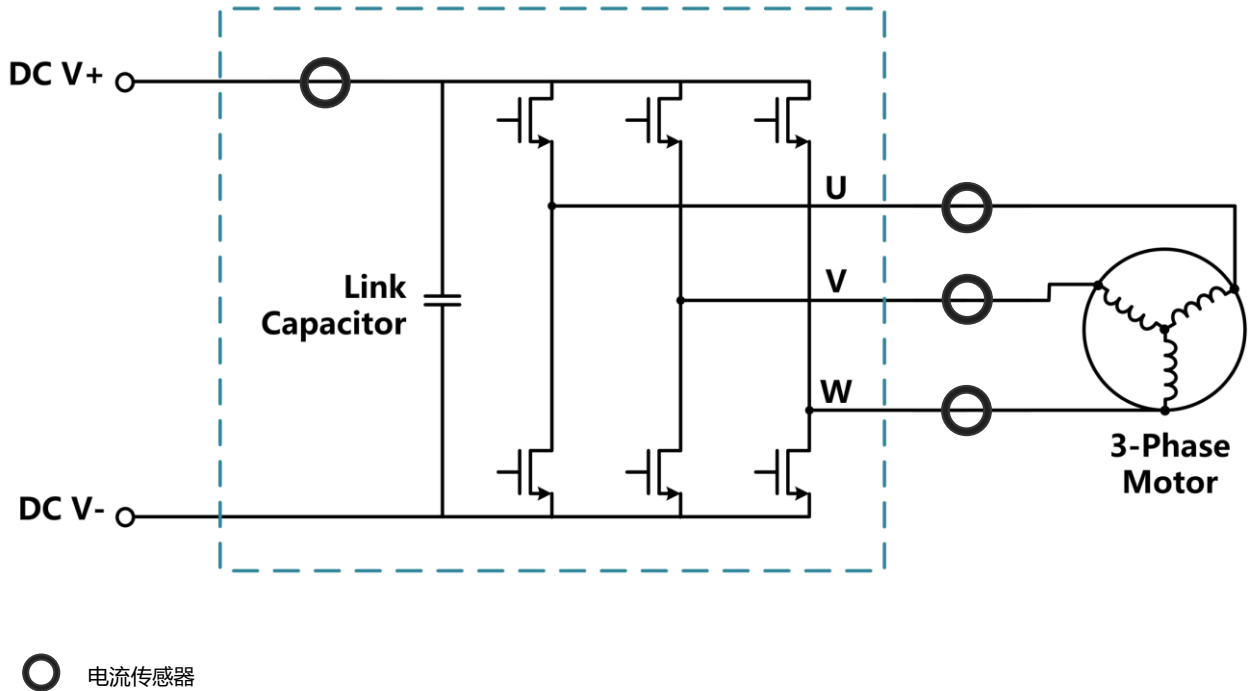 DC V+
U
V
Link
Capacitor
W
3-Phase
Motor
DC V-
电流传感器